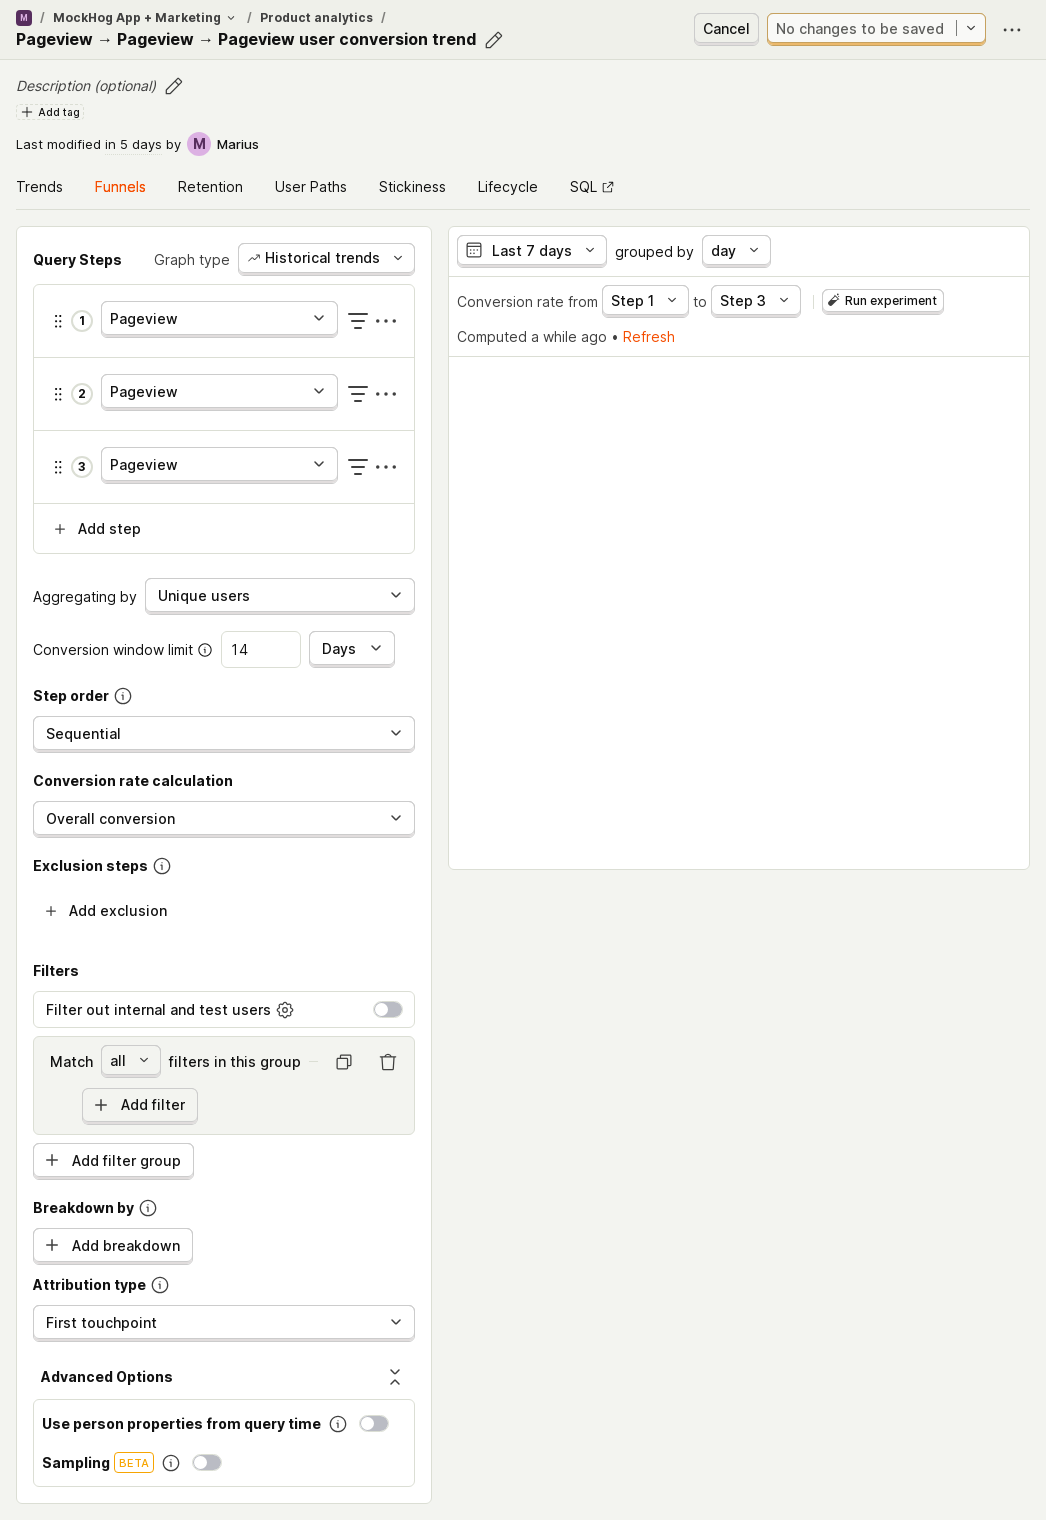 M / MockHog App + Marketing / Product analytics /
Pageview → Pageview → Pageview user conversion trend
Cancel
No changes to be saved
Description (optional)
Add tag
Last modified in 5 days by M Marius
Trends Funnels Retention User Paths Stickiness Lifecycle SQL
Query Steps Graph type Historical trends
1 Pageview
2 Pageview
3 Pageview
Add step
Aggregating by Unique users
Conversion window limit 14 Days
Step order
Sequential
Conversion rate calculation
Overall conversion
Exclusion steps
Add exclusion
Filters
Filter out internal and test users
Match all filters in this group
Add filter
Add filter group
Breakdown by
Add breakdown
Attribution type
First touchpoint
Advanced Options
Use person properties from query time
Sampling BETA
Last 7 days grouped by day
Conversion rate from Step 1 to Step 3 Run experiment
Computed a while ago • Refresh